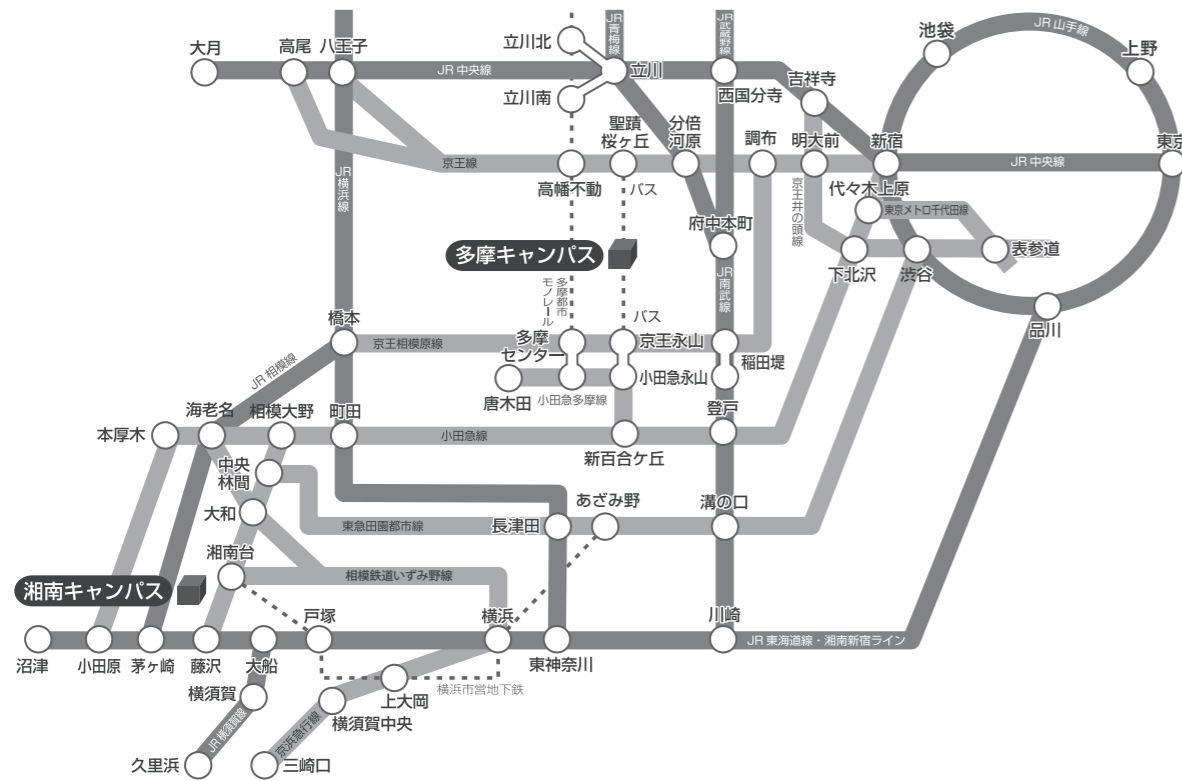 JR 山手線
池袋
上野
立川北
JR青梅線
JR武蔵野線
大月
高尾
八王子
JR 中央線
立川
吉祥寺
西国分寺
立川南
聖蹟
桜ヶ丘
分倍
河原
調布
明大前
新宿
東京
京王線
JR 中央線
JR横浜線
高幡不動
バス
京王井の頭線
代々木上原
東京メトロ千代田線
府中本町
多摩キャンパス
下北沢
渋谷
表参道
多摩都市
モノレール
JR南武線
橋本
バス
品川
京王相模原線
多摩
センター
京王永山
稲田堤
JR 相模線
唐木田
小田急多摩線
小田急永山
海老名
相模大野
町田
登戸
本厚木
小田急線
新百合ケ丘
中央
林間
あざみ野
溝の口
大和
東急田園都市線
長津田
湘南台
相模鉄道いずみ野線
湘南キャンパス
戸塚
横浜
川崎
JR 東海道線・湘南新宿ライン
沼津
小田原
茅ヶ崎
藤沢
大船
東神奈川
横須賀
上大岡
横浜市営地下鉄
横須賀中央
JR 横須賀線
京浜急行線
久里浜
三崎口